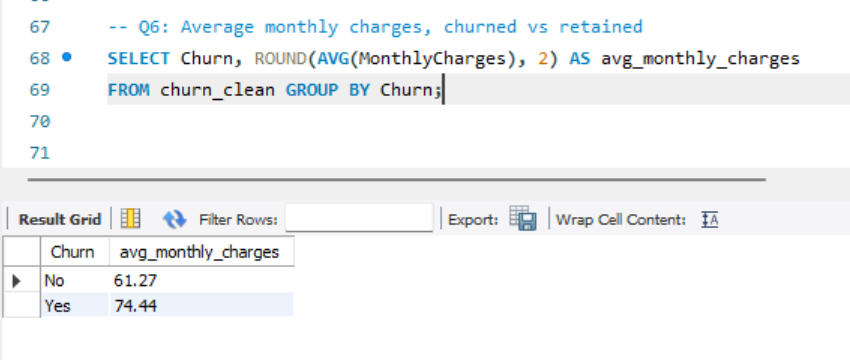 67 -- Q6: Average monthly charges, churned vs retained
68 SELECT Churn, ROUND(AVG(MonthlyCharges), 2) AS avg_monthly_charges
69 FROM churn_clean GROUP BY Churn;
70
71
Result Grid Filter Rows: Export: Wrap Cell Content: IA
Churn avg_monthly_charges
No 61.27
Yes 74.44